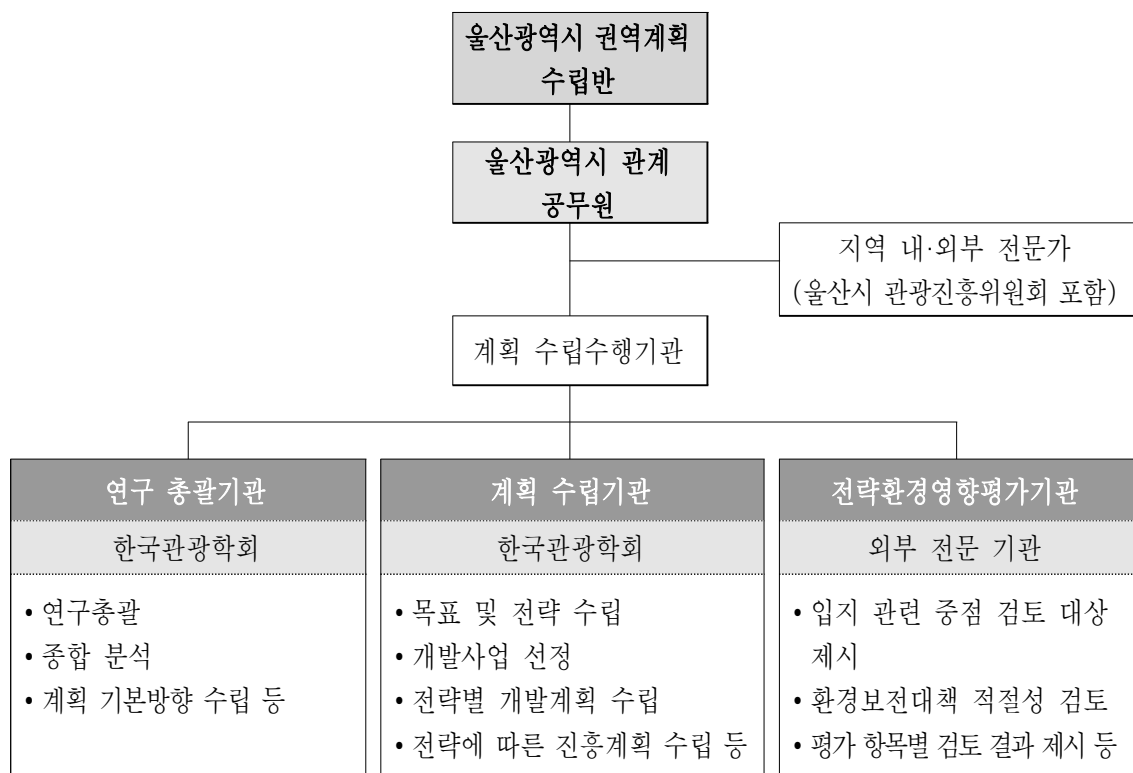 울산광역시 권역계획
수립반
울산광역시 관계
공무원
지역 내·외부 전문가
(울산시 관광진흥위원회 포함)
계획 수립수행기관
연구 총괄기관
한국관광학회
• 연구총괄
• 종합 분석
• 계획 기본방향 수립 등
계획 수립기관
한국관광학회
• 목표 및 전략 수립
• 개발사업 선정
• 전략별 개발계획 수립
• 전략에 따른 진흥계획 수립 등
전략환경영향평가기관
외부 전문 기관
• 입지 관련 중점 검토 대상
제시
• 환경보전대책 적절성 검토
• 평가 항목별 검토 결과 제시 등